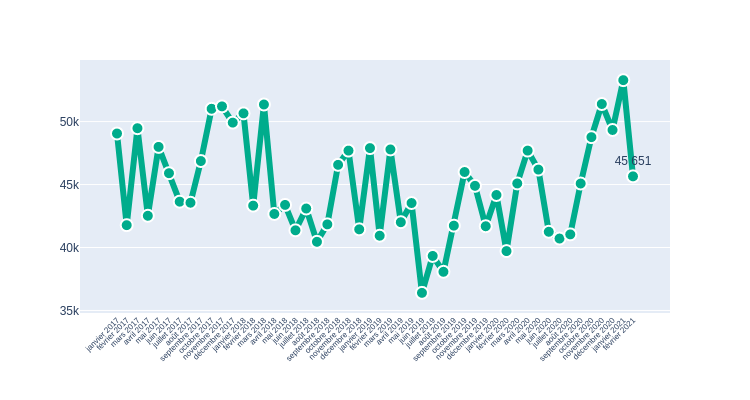 50k
45k
40k
35k
45 651
janvier 2017
février 2017
mars 2017
avril 2017
mai 2017
juin 2017
juillet 2017
août 2017
septembre 2017
octobre 2017
novembre 2017
décembre 2017
janvier 2018
février 2018
mars 2018
avril 2018
mai 2018
juin 2018
juillet 2018
août 2018
septembre 2018
octobre 2018
novembre 2018
décembre 2018
janvier 2019
février 2019
mars 2019
avril 2019
mai 2019
juin 2019
juillet 2019
août 2019
septembre 2019
octobre 2019
novembre 2019
décembre 2019
janvier 2020
février 2020
mars 2020
avril 2020
mai 2020
juin 2020
juillet 2020
août 2020
septembre 2020
octobre 2020
novembre 2020
décembre 2020
janvier 2021
février 2021